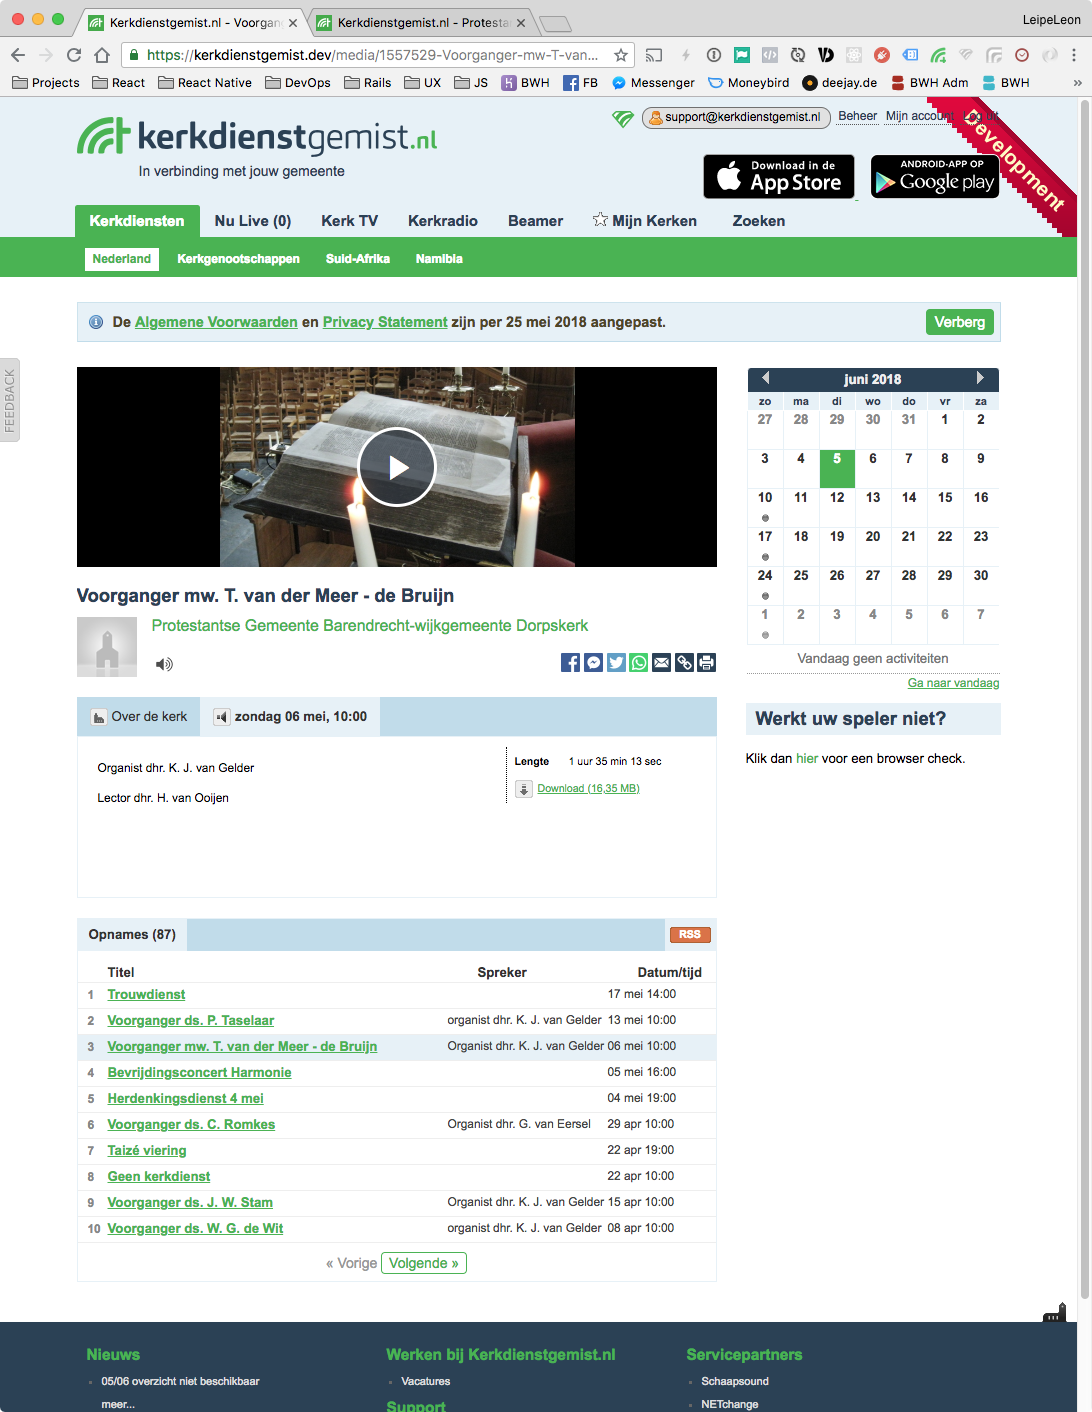 Kerkdienstgemist.nl - Voorgang
Kerkdienstgemist.nl - Protesta
LeipeLeon
https://kerkdienstgemist.dev/media/1557529-Voorganger-mw-T-van...
Projects
React
React Native
DevOps
Rails
UX
JS
BWH
FB
Messenger
Moneybird
deejay.de
BWH Adm
BWH
»
kerkdienstgemist.nl
In verbinding met jouw gemeente
support@kerkdienstgemist.nl
Beheer
Mijn account
Log uit
Development
Download in de
App Store
ANDROID-APP OP
Google play
Kerkdiensten
Nu Live (0)
Kerk TV
Kerkradio
Beamer
Mijn Kerken
Zoeken
Nederland
Kerkgenootschappen
Suid-Afrika
Namibia
De Algemene Voorwaarden en Privacy Statement zijn per 25 mei 2018 aangepast.
Verberg
FEEDBACK
juni 2018
zo ma di wo do vr za
27 28 29 30 31 1 2
3 4 5 6 7 8 9
10 11 12 13 14 15 16
17 18 19 20 21 22 23
24 25 26 27 28 29 30
1 2 3 4 5 6 7
Vandaag geen activiteiten
Ga naar vandaag
Werkt uw speler niet?
Klik dan hier voor een browser check.
Voorganger mw. T. van der Meer - de Bruijn
Protestantse Gemeente Barendrecht-wijkgemeente Dorpskerk
Over de kerk
zondag 06 mei, 10:00
Organist dhr. K. J. van Gelder
Lector dhr. H. van Ooijen
Lengte 1 uur 35 min 13 sec
Download (16,35 MB)
Opnames (87)
RSS
Titel Spreker Datum/tijd
1 Trouwdienst 17 mei 14:00
2 Voorganger ds. P. Taselaar organist dhr. K. J. van Gelder 13 mei 10:00
3 Voorganger mw. T. van der Meer - de Bruijn Organist dhr. K. J. van Gelder 06 mei 10:00
4 Bevrijdingsconcert Harmonie 05 mei 16:00
5 Herdenkingsdienst 4 mei 04 mei 19:00
6 Voorganger ds. C. Romkes Organist dhr. G. van Eersel 29 apr 10:00
7 Taizé viering 22 apr 19:00
8 Geen kerkdienst 22 apr 10:00
9 Voorganger ds. J. W. Stam Organist dhr. K. J. van Gelder 15 apr 10:00
10 Voorganger ds. W. G. de Wit organist dhr. K. J. van Gelder 08 apr 10:00
« Vorige Volgende »
Nieuws
05/06 overzicht niet beschikbaar
meer...
Werken bij Kerkdienstgemist.nl
Vacatures
Support
Servicepartners
Schaapsound
NETchange